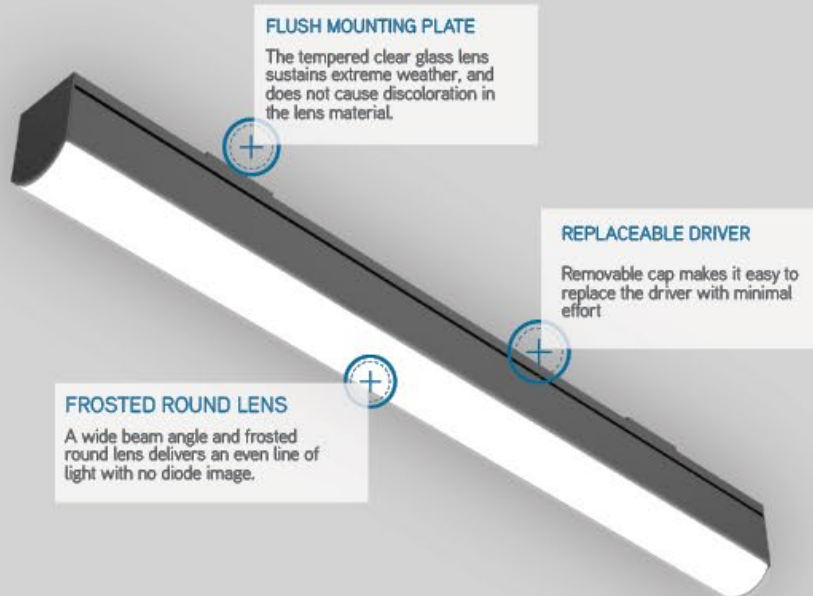 FLUSH MOUNTING PLATE
The tempered clear glass lens
sustains extreme weather, and
does not cause discoloration in
the lens material.
REPLACEABLE DRIVER
Removable cap makes it easy to
replace the driver with minimal
effort
FROSTED ROUND LENS
A wide beam angle and frosted
round lens delivers an even line of
light with no diode image.